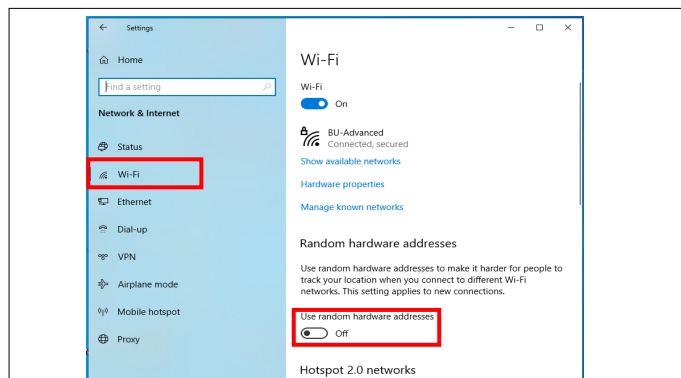 Settings
Home
Find a setting
Network & Internet
Status
Wi-Fi
Ethernet
Dial-up
VPN
Airplane mode
Mobile hotspot
Proxy
Wi-Fi
Wi-Fi
On
BU-Advanced
Connected, secured
Show available networks
Hardware properties
Manage known networks
Random hardware addresses
Use random hardware addresses to make it harder for people to
track your location when you connect to different Wi-Fi
networks. This setting applies to new connections.
Use random hardware addresses
Off
Hotspot 2.0 networks